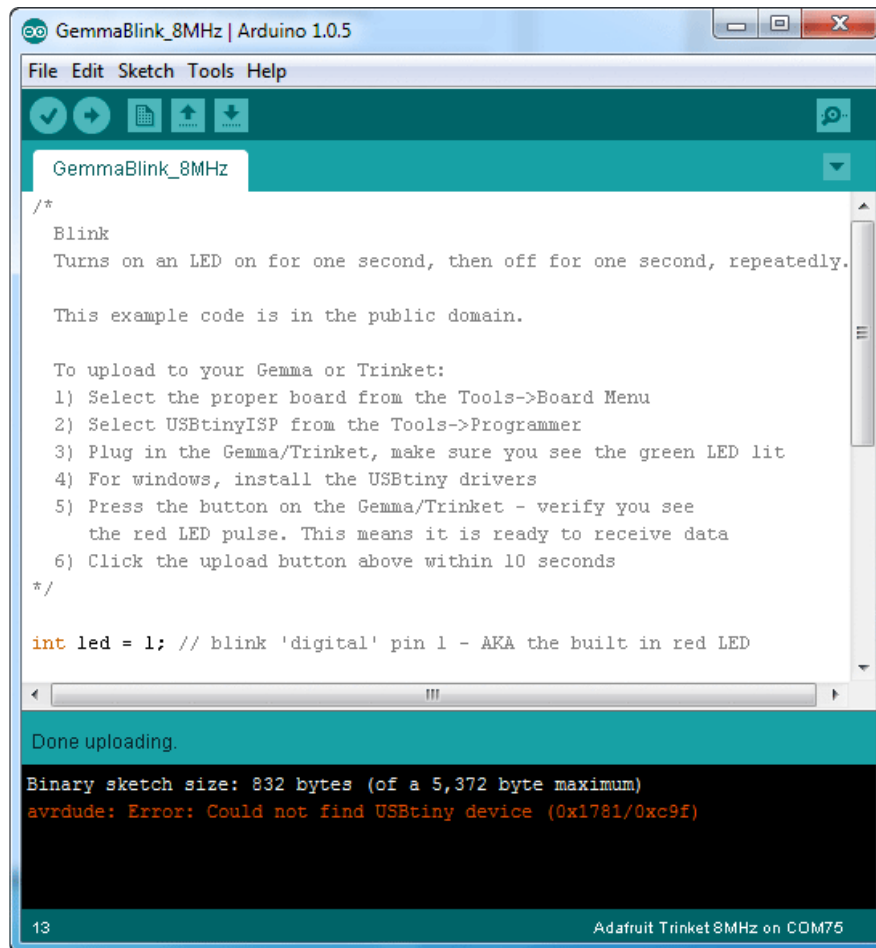 GemmaBlink_8MHz | Arduino 1.0.5
File Edit Sketch Tools Help
GemmaBlink_8MHz
/*
Blink
Turns on an LED on for one second, then off for one second, repeatedly.
This example code is in the public domain.
To upload to your Gemma or Trinket:
1) Select the proper board from the Tools->Board Menu
2) Select USBtinyISP from the Tools->Programmer
3) Plug in the Gemma/Trinket, make sure you see the green LED lit
4) For windows, install the USBtiny drivers
5) Press the button on the Gemma/Trinket - verify you see
the red LED pulse. This means it is ready to receive data
6) Click the upload button above within 10 seconds
*/
int led = 1; // blink 'digital' pin 1 - AKA the built in red LED
Done uploading.
Binary sketch size: 832 bytes (of a 5,372 byte maximum)
avrdude: Error: Could not find USBtiny device (0x1781/0xc9f)
13 Adafruit Trinket 8MHz on COM75